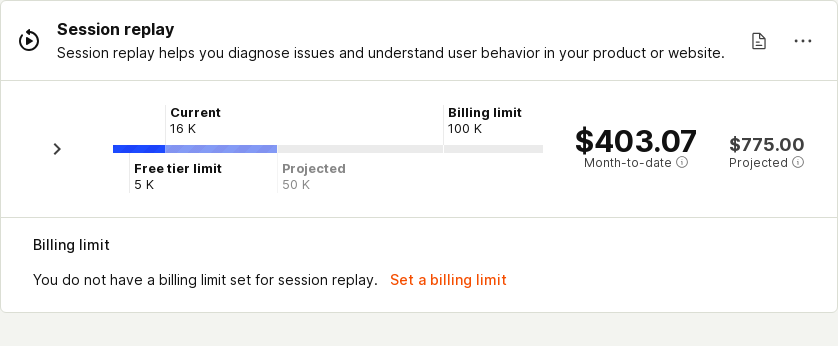 Session replay
Session replay helps you diagnose issues and understand user behavior in your product or website.
Current
16 K
Billing limit
100 K
Free tier limit
5 K
Projected
50 K
$403.07
Month-to-date
$775.00
Projected
Billing limit
You do not have a billing limit set for session replay. Set a billing limit